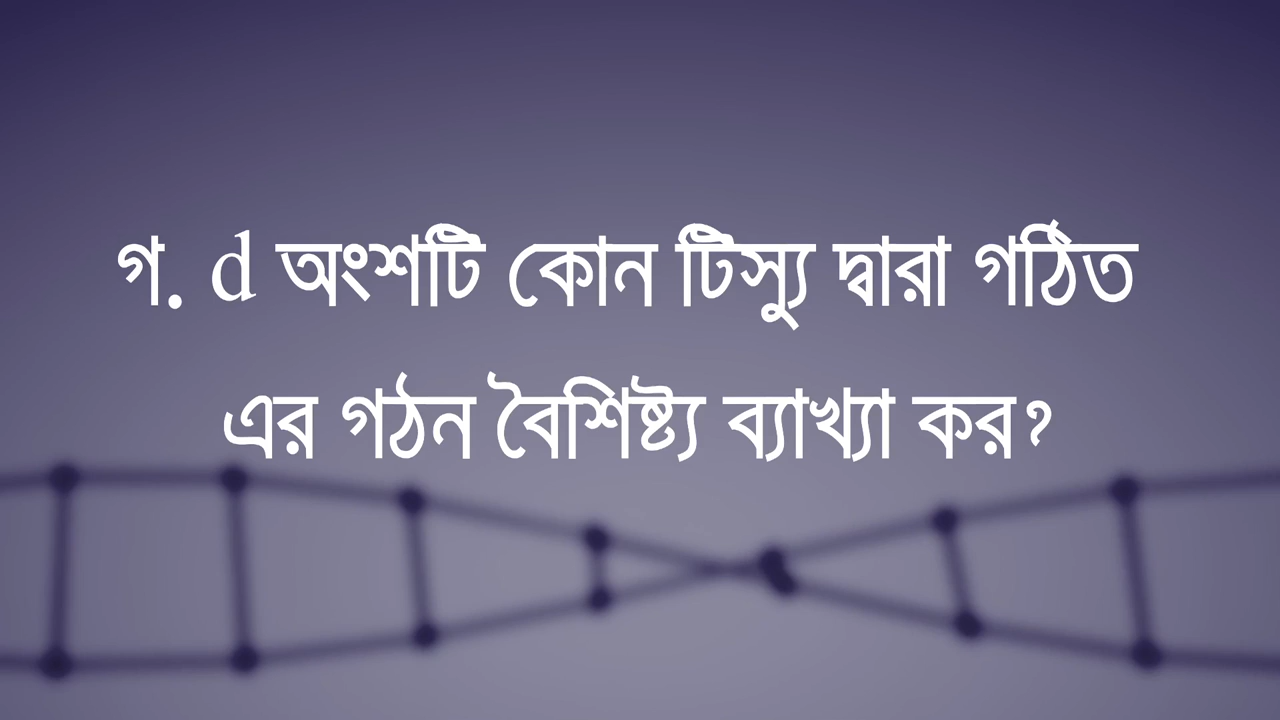 গ. d অংশটি কোন টিস্যু দ্বারা গঠিত
এর গঠন বৈশিষ্ট্য ব্যাখ্যা কর?